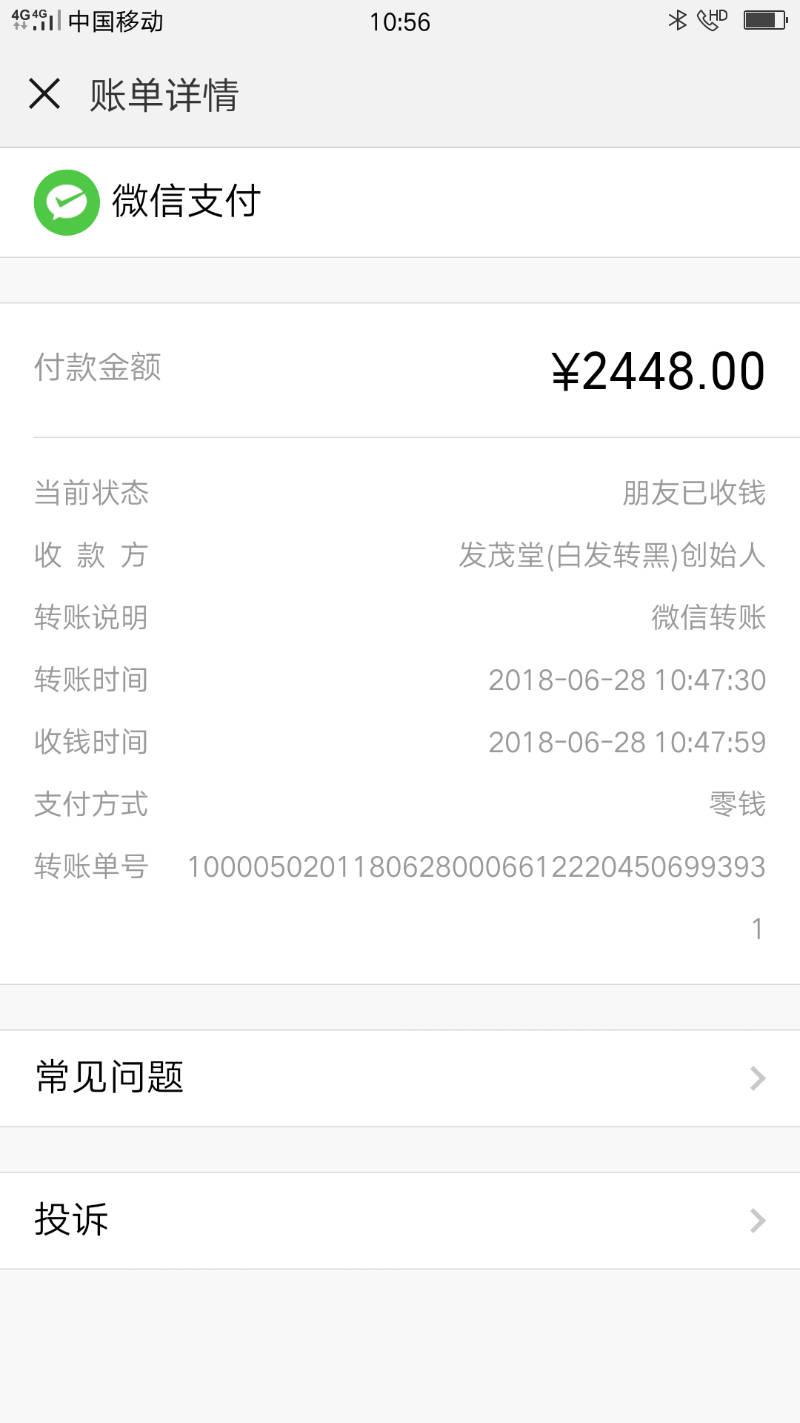 4G 4G 中国移动 10:56 HD
账单详情
微信支付
付款金额 ¥2448.00
当前状态 朋友已收钱
收款方 发茂堂(白发转黑)创始人
转账说明 微信转账
转账时间 2018-06-28 10:47:30
收钱时间 2018-06-28 10:47:59
支付方式 零钱
转账单号 100005020118062800066122204506993​93
1
常见问题
投诉